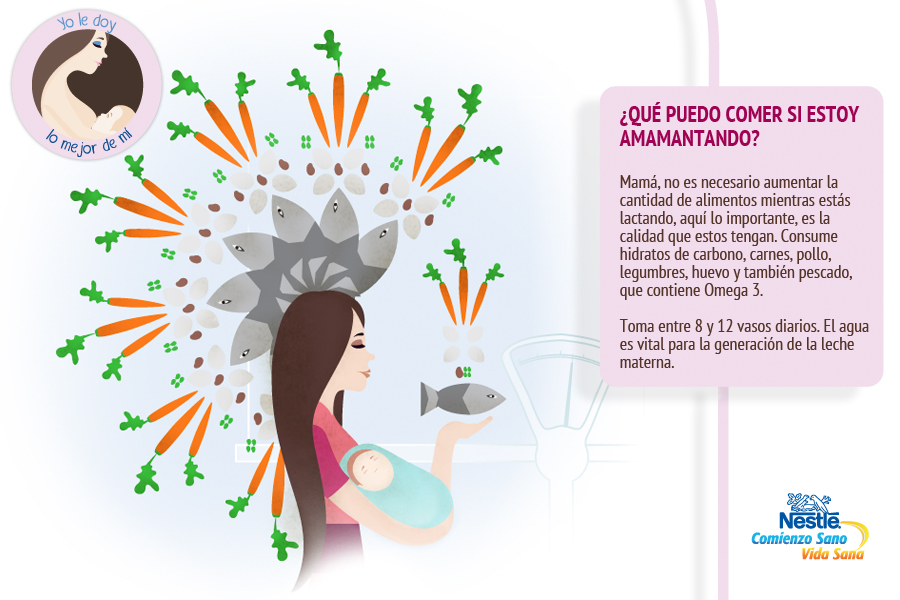 Yo le doy
lo mejor de mí
¿QUÉ PUEDO COMER SI ESTOY
AMAMANTANDO?
Mamá, no es necesario aumentar la
cantidad de alimentos mientras estás
lactando, aquí lo importante, es la
calidad que estos tengan. Consume
hidratos de carbono, carnes, pollo,
legumbres, huevo y también pescado,
que contiene Omega 3.
Toma entre 8 y 12 vasos diarios. El agua
es vital para la generación de la leche
materna.
Nestlé
Comienzo Sano
Vida Sana